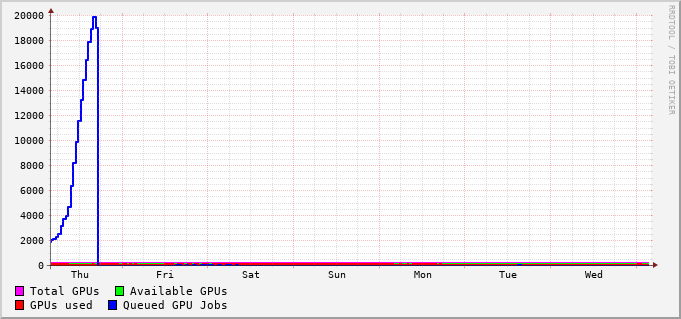 RRDTOOL / TOBI OETIKER
20000
18000
16000
14000
12000
10000
8000
6000
4000
2000
0
Thu Fri Sat Sun Mon Tue Wed
Total GPUs Available GPUs
GPUs used Queued GPU Jobs